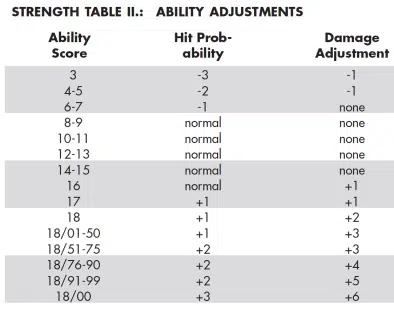 STRENGTH TABLE II.: ABILITY ADJUSTMENTS
Ability Hit Prob- Damage
Score ability Adjustment
3 -3 -1
4-5 -2 -1
6-7 -1 none
8-9 normal none
10-11 normal none
12-13 normal none
14-15 normal none
16 normal +1
17 +1 +1
18 +1 +2
18/01-50 +1 +3
18/51-75 +2 +3
18/76-90 +2 +4
18/91-99 +2 +5
18/00 +3 +6